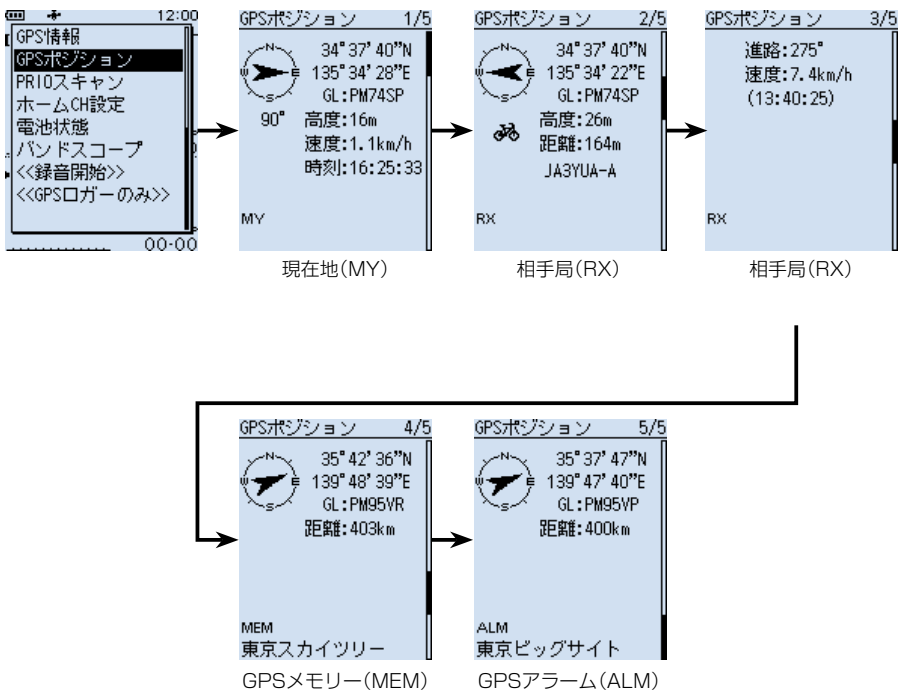 12:00
GPS情報
GPSポジション
PRIOスキャン
ホームCH設定
電池状態
バンドスコープ
<<録音開始>>
<<GPSロガーのみ>>
00-00
GPSポジション 1/5
N
W E
S
34°37'40"N
135°34'28"E
GL:PM74SP
90°
高度:16m
速度:1.1km/h
時刻:16:25:33
MY
現在地(MY)
GPSポジション 2/5
N
W E
S
34°37'40"N
135°34'22"E
GL:PM74SP
高度:26m
距離:164m
JA3YUA-A
RX
相手局(RX)
GPSポジション 3/5
進路:275°
速度:7.4km/h
(13:40:25)
RX
相手局(RX)
GPSポジション 4/5
N
W E
S
35°42'36"N
139°48'39"E
GL:PM95VR
距離:403km
MEM
東京スカイツリー
GPSメモリー(MEM)
GPSポジション 5/5
N
W E
S
35°37'47"N
139°47'40"E
GL:PM95VP
距離:400km
ALM
東京ビッグサイト
GPSアラーム(ALM)